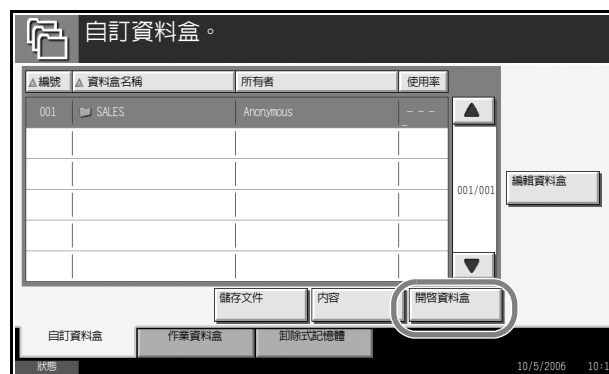 自訂資料盒。
編號 資料盒名稱 所有者 使用率
001 SALES Anonymous - - - -
001/001
編輯資料盒
儲存文件 內容 開啓資料盒
自訂資料盒 作業資料盒 卸除式記憶體
狀態 10/5/2006 10:1